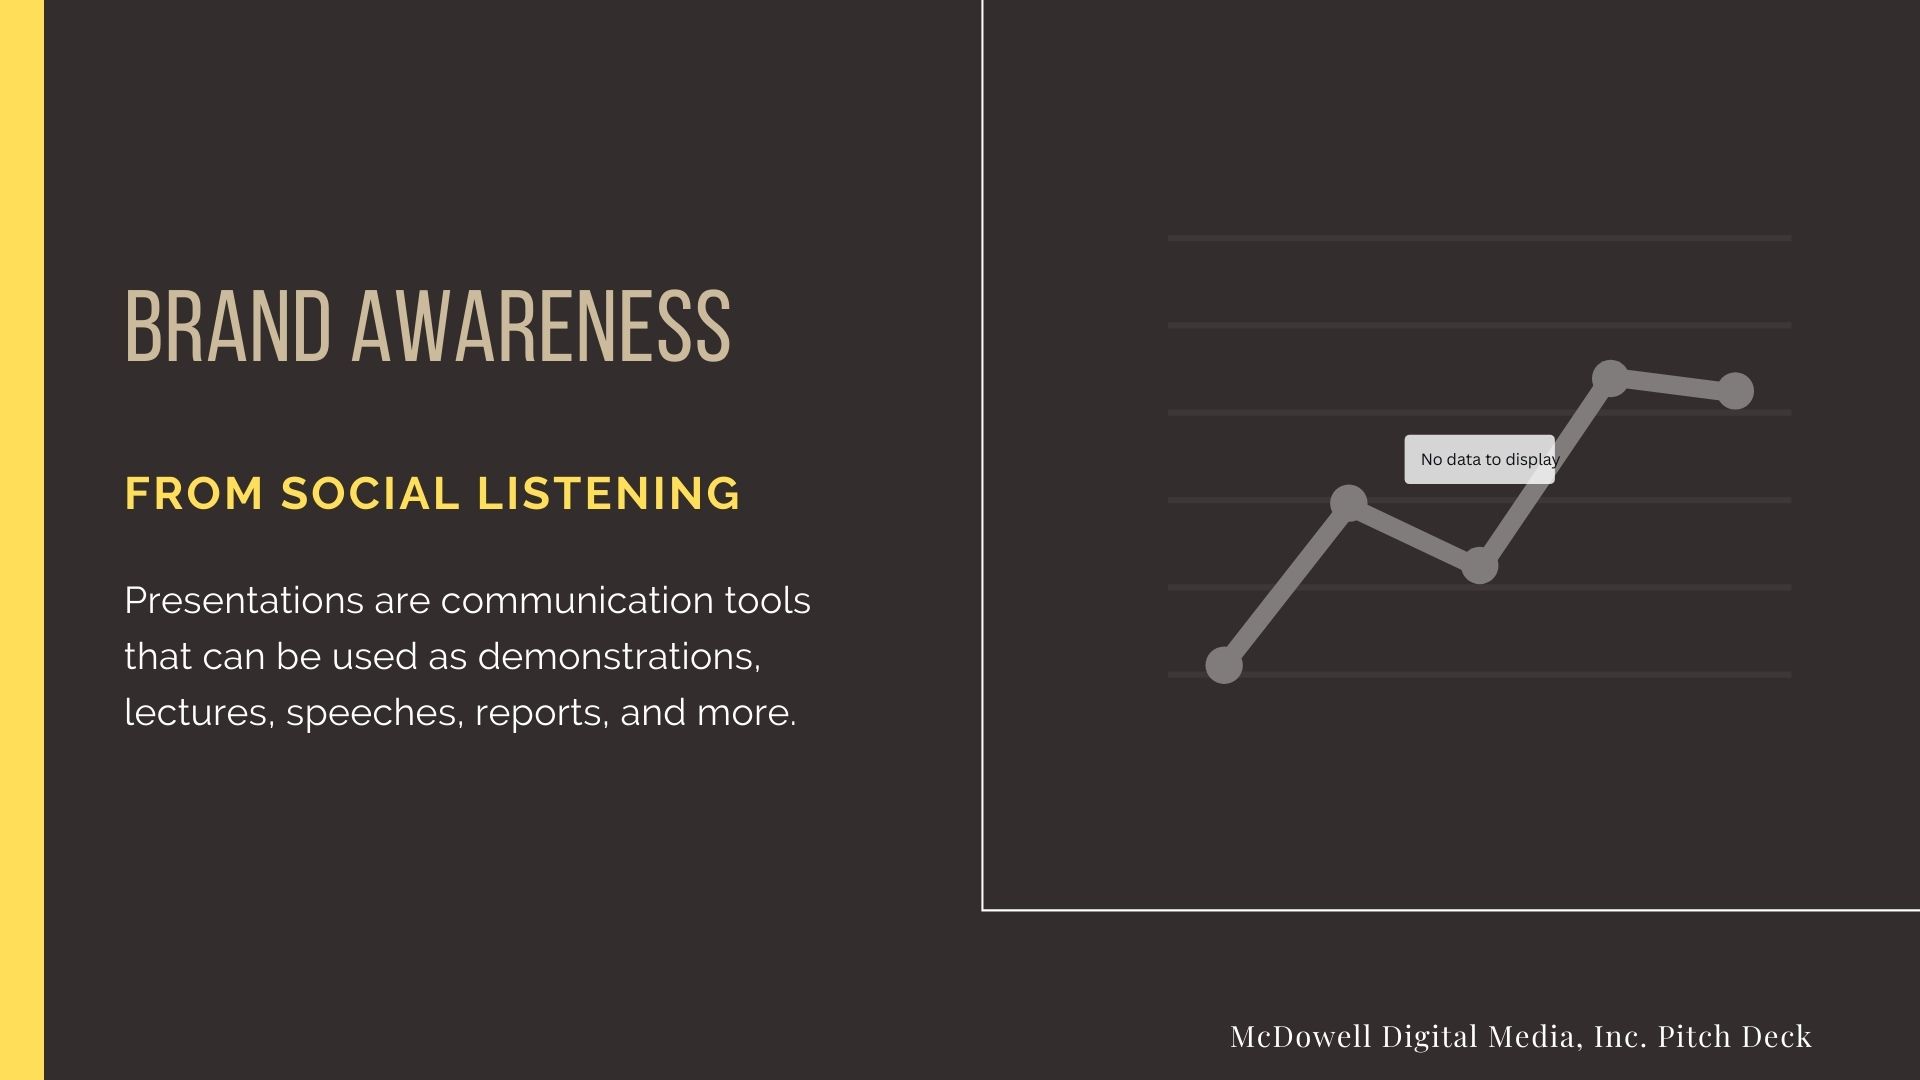 BRAND AWARENESS
FROM SOCIAL LISTENING
Presentations are communication tools
that can be used as demonstrations,
lectures, speeches, reports, and more.
No data to display
McDowell Digital Media, Inc. Pitch Deck